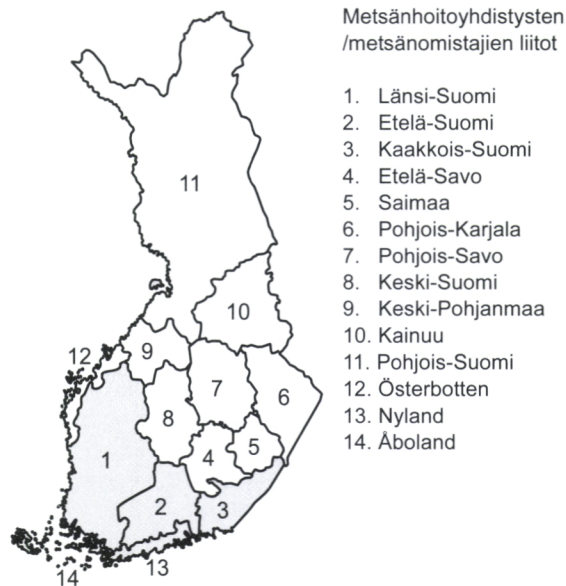 Metsänhoitoyhdistysten
/metsänomistajien liitot
1. Länsi-Suomi
2. Etelä-Suomi
3. Kaakkois-Suomi
4. Etelä-Savo
5. Saimaa
6. Pohjois-Karjala
7. Pohjois-Savo
8. Keski-Suomi
9. Keski-Pohjanmaa
10. Kainuu
11. Pohjois-Suomi
12. Österbotten
13. Nyland
14. Åboland
11
10
12
9
7
6
8
5
4
1
2
3
13
14